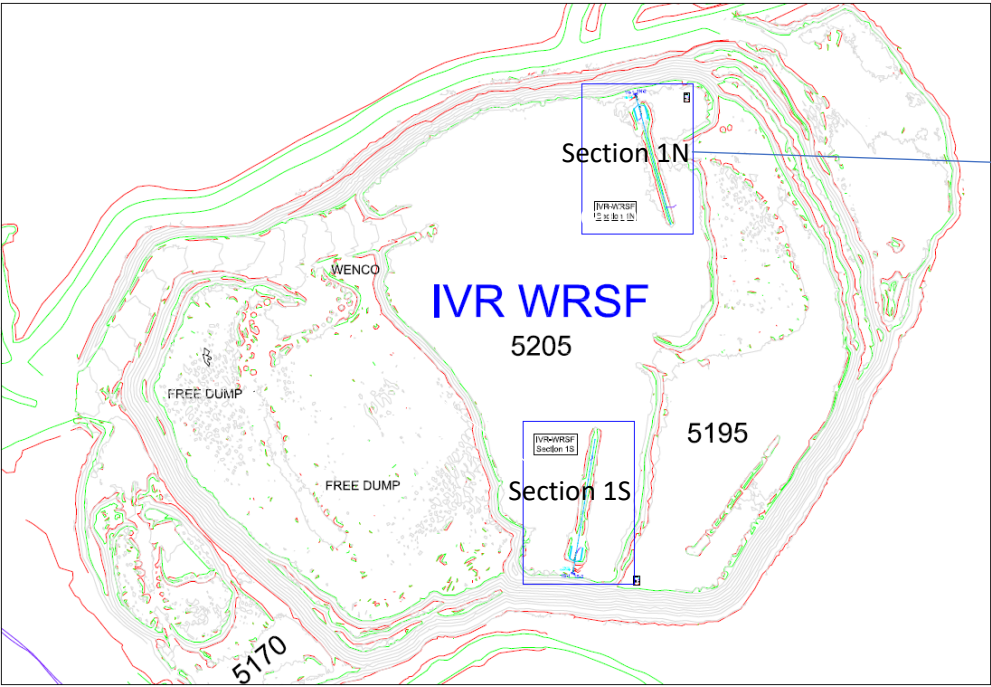 Section 1N
IVR-WRSF
Section 1N
WENCO
IVR WRSF
5205
FREE DUMP
5195
IVR-WRSF
Section 1S
FREE DUMP
Section 1S
5170